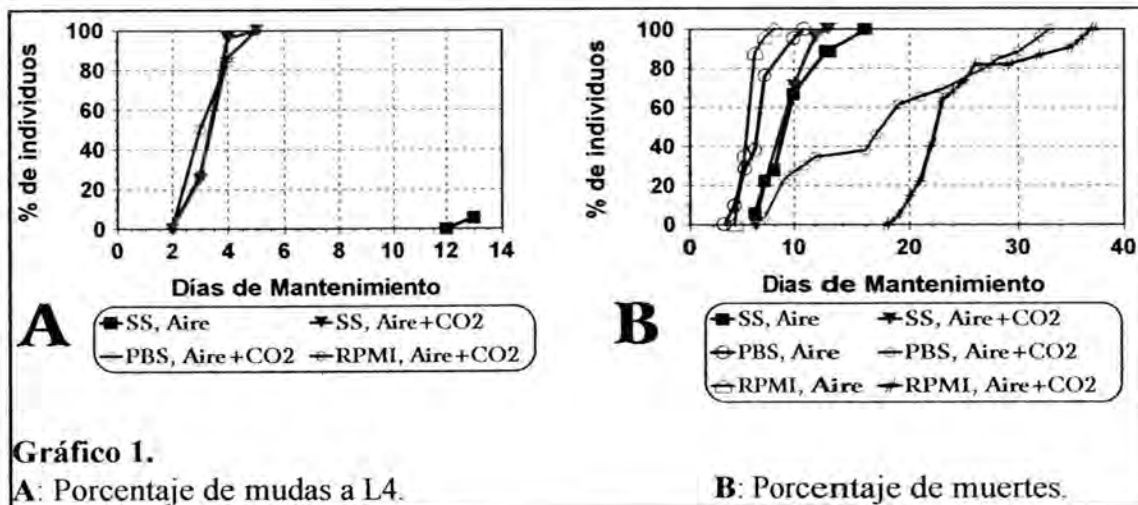 100
80
60
40
20
0
% de individuos
0 2 4 6 8 10 12 14
Días de Mantenimiento
A
SS, Aire
SS, Aire+CO2
PBS, Aire+CO2
RPMI, Aire+CO2
100
80
60
40
20
0
% de individuos
0 10 20 30 40
Días de Mantenimiento
B
SS, Aire
SS, Aire+CO2
PBS, Aire
PBS, Aire+CO2
RPMI, Aire
RPMI, Aire+CO2
Gráfico 1.
A: Porcentaje de mudas a L4.
B: Porcentaje de muertes.